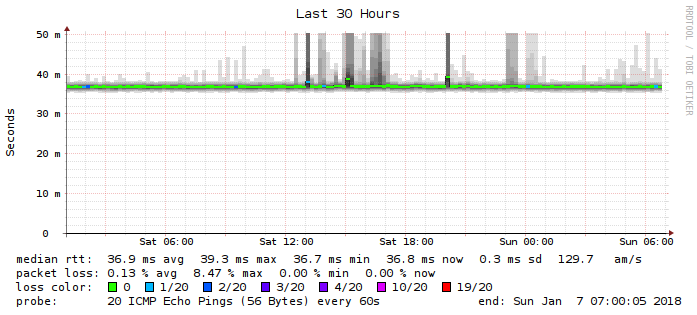 Last 30 Hours
RRDTOOL / TOBI OETIKER
Seconds
50 m
40 m
30 m
20 m
10 m
0
Sat 06:00 Sat 12:00 Sat 18:00 Sun 00:00 Sun 06:00
median rtt: 36.9 ms avg 39.3 ms max 36.7 ms min 36.8 ms now 0.3 ms sd 129.7 am/s
packet loss: 0.13 % avg 8.47 % max 0.00 % min 0.00 % now
loss color: 0 1/20 2/20 3/20 4/20 10/20 19/20
probe: 20 ICMP Echo Pings (56 Bytes) every 60s end: Sun Jan 7 07:00:05 2018